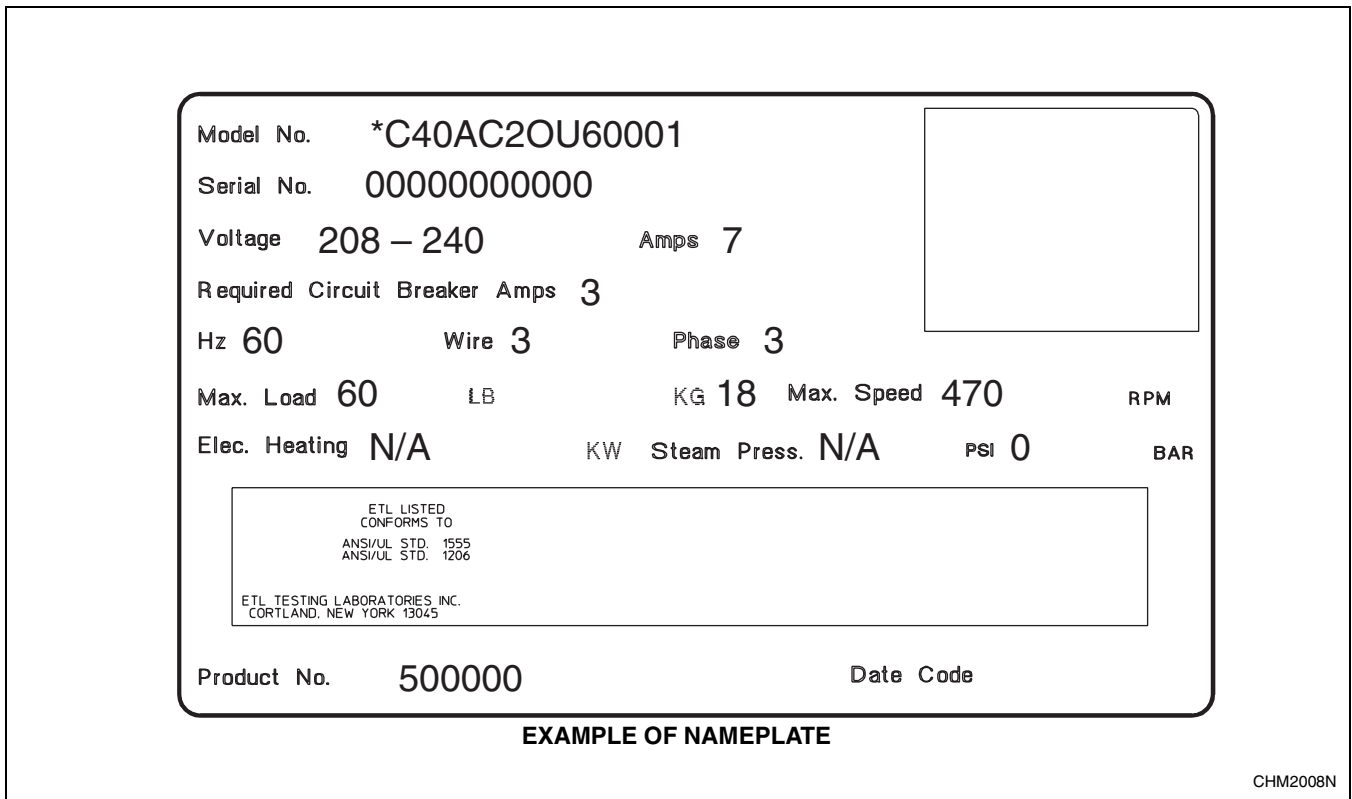 Model No. *C40AC2OU60001
Serial No. 00000000000
Voltage 208 – 240 Amps 7
Required Circuit Breaker Amps 3
Hz 60 Wire 3 Phase 3
Max. Load 60 LB KG 18 Max. Speed 470 RPM
Elec. Heating N/A KW Steam Press. N/A PSI 0 BAR
ETL LISTED
CONFORMS TO
ANSI/UL STD. 1555
ANSI/UL STD. 1206
ETL TESTING LABORATORIES INC.
CORTLAND, NEW YORK 13045
Product No. 500000 Date Code
EXAMPLE OF NAMEPLATE
CHM2008N